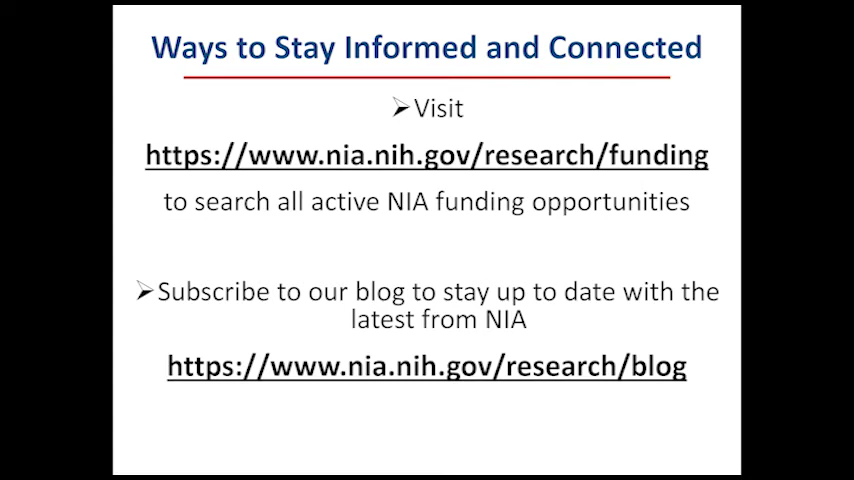 Ways to Stay Informed and Connected
➢Visit
https://www.nia.nih.gov/research/funding
to search all active NIA funding opportunities
➢Subscribe to our blog to stay up to date with the
latest from NIA
https://www.nia.nih.gov/research/blog